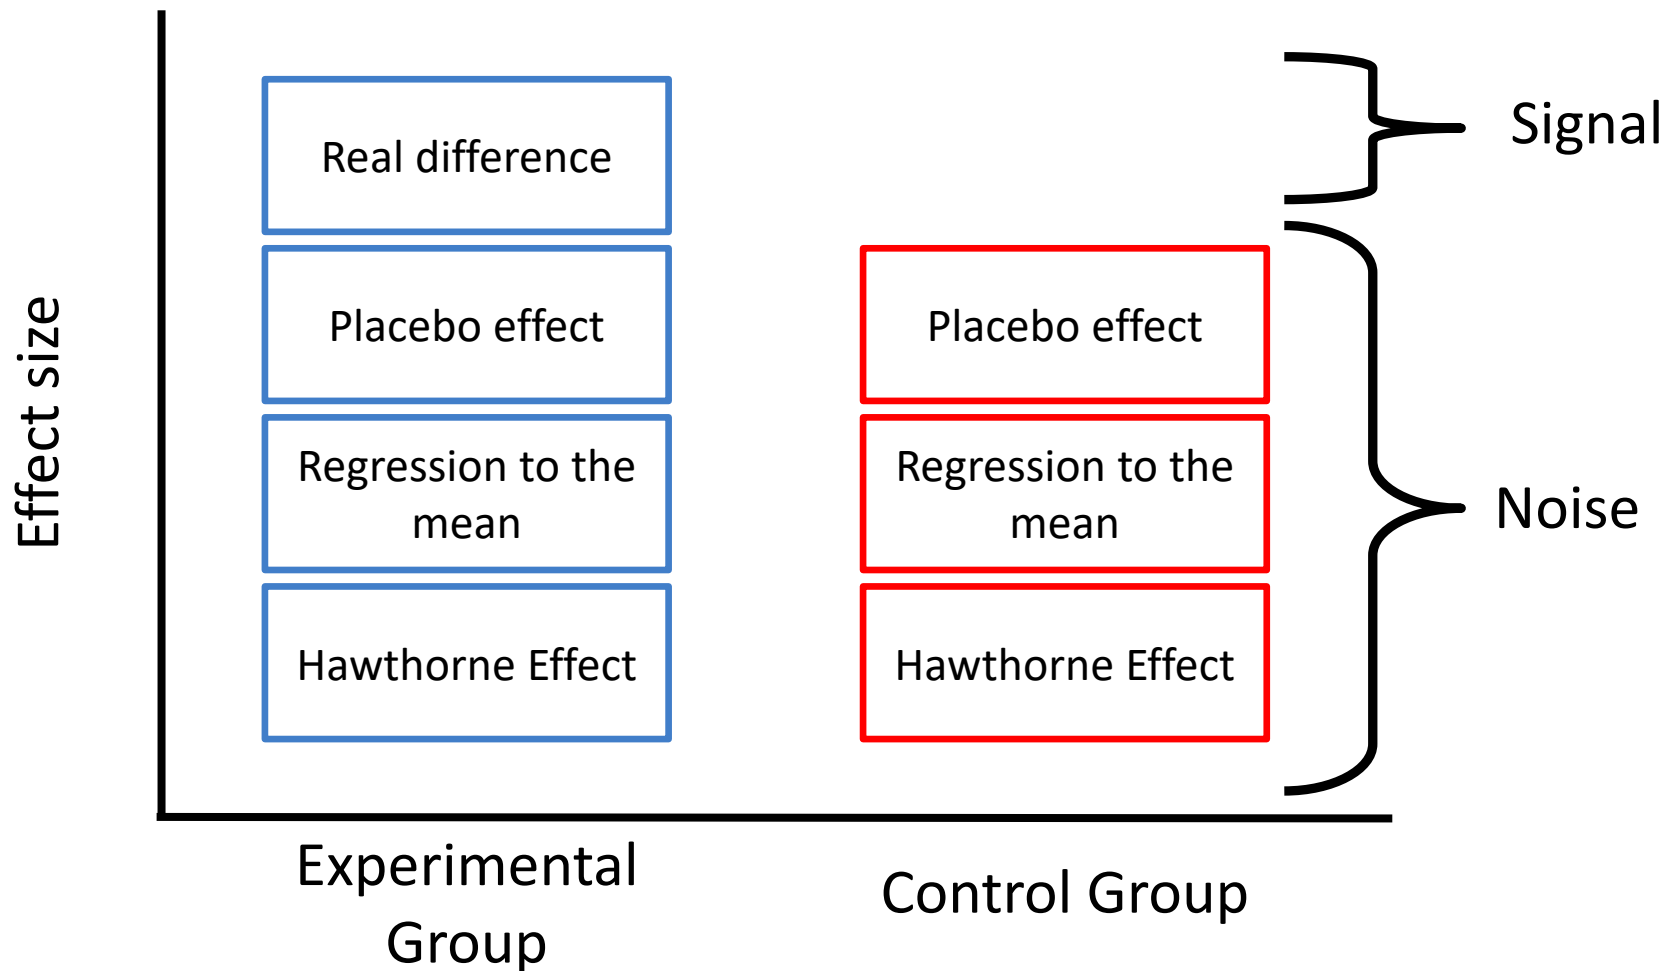 Effect size
Real difference
Placebo effect
Regression to the
mean
Hawthorne Effect
Placebo effect
Regression to the
mean
Hawthorne Effect
Signal
Noise
Experimental
Group
Control Group